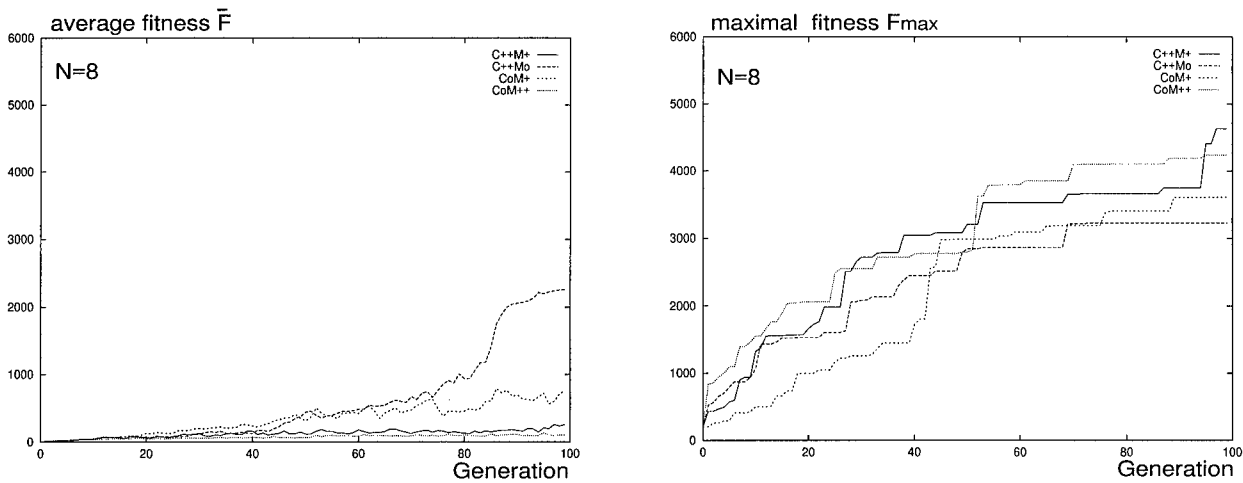 average fitness F̄
6000
5000
4000
3000
2000
1000
0
N=8
C++M+
C++Mo
CoM+
CoM++
0 20 40 60 80 100
Generation
maximal fitness Fmax
6000
5000
4000
3000
2000
1000
0
N=8
C++M+
C++Mo
CoM+
CoM++
0 20 40 60 80 100
Generation